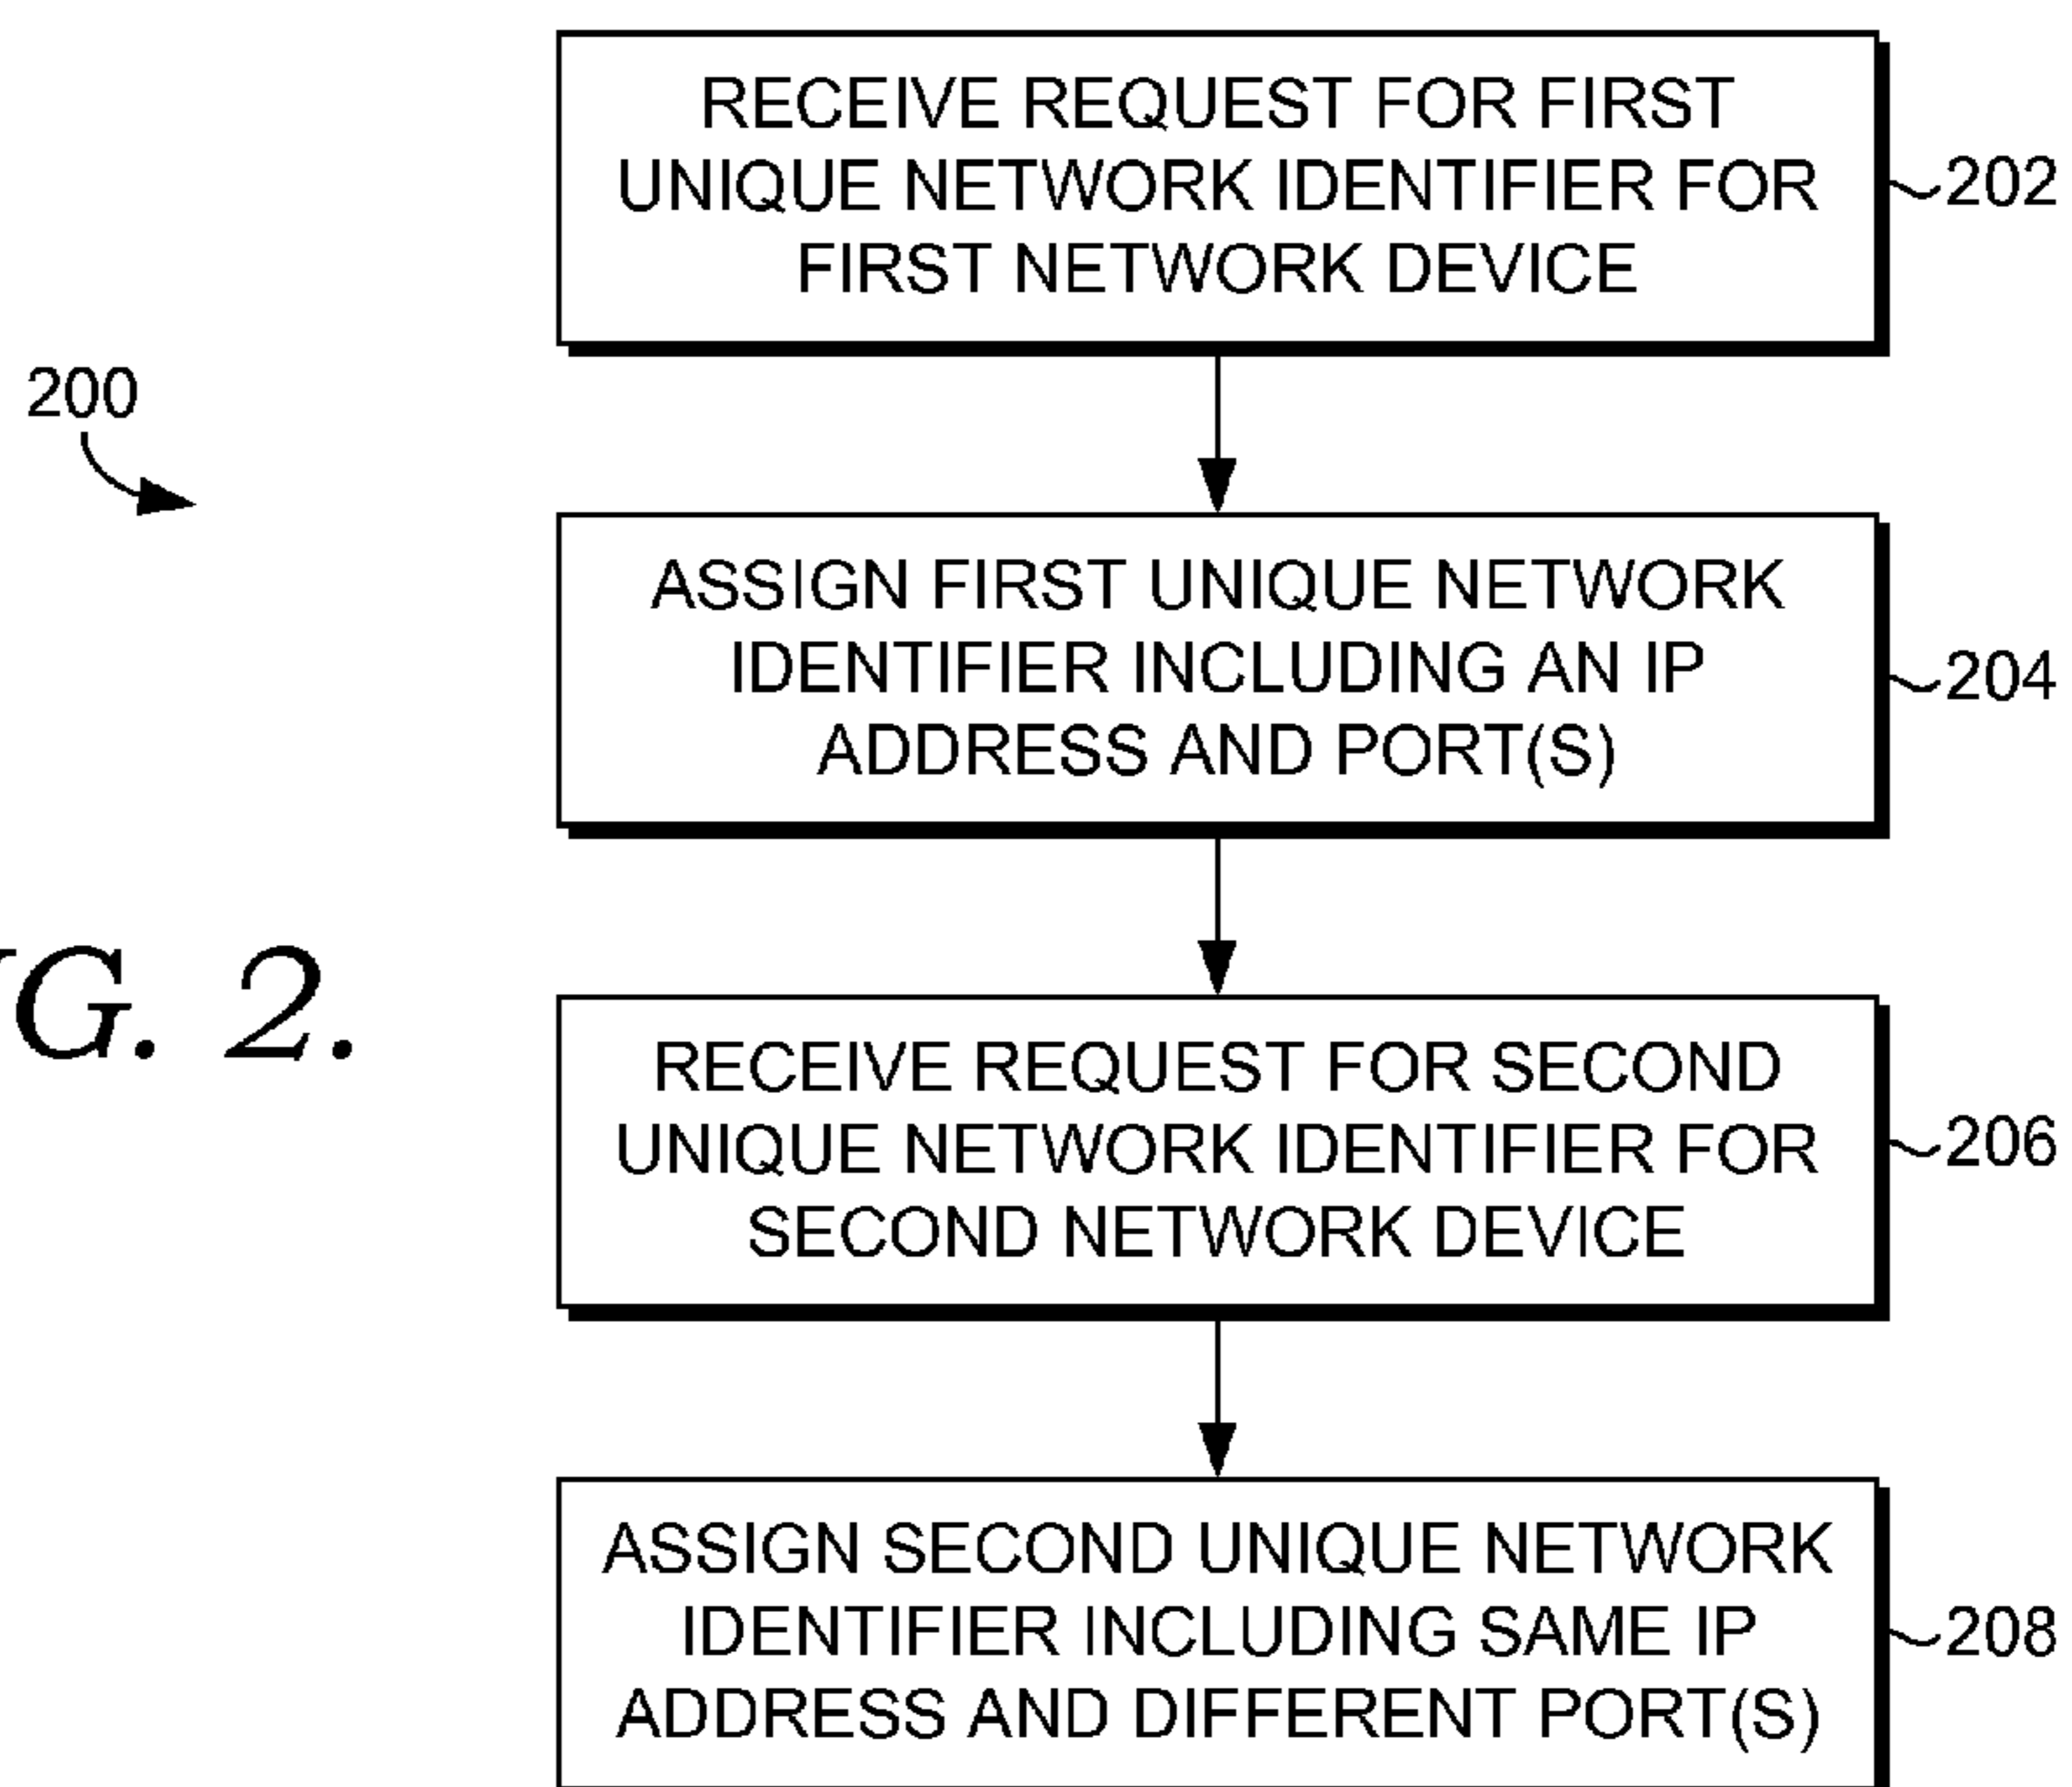 RECEIVE REQUEST FOR FIRST
UNIQUE NETWORK IDENTIFIER FOR
FIRST NETWORK DEVICE
202
200
ASSIGN FIRST UNIQUE NETWORK
IDENTIFIER INCLUDING AN IP
ADDRESS AND PORT(S)
204
G. 2.
RECEIVE REQUEST FOR SECOND
UNIQUE NETWORK IDENTIFIER FOR
SECOND NETWORK DEVICE
206
ASSIGN SECOND UNIQUE NETWORK
IDENTIFIER INCLUDING SAME IP
ADDRESS AND DIFFERENT PORT(S)
208